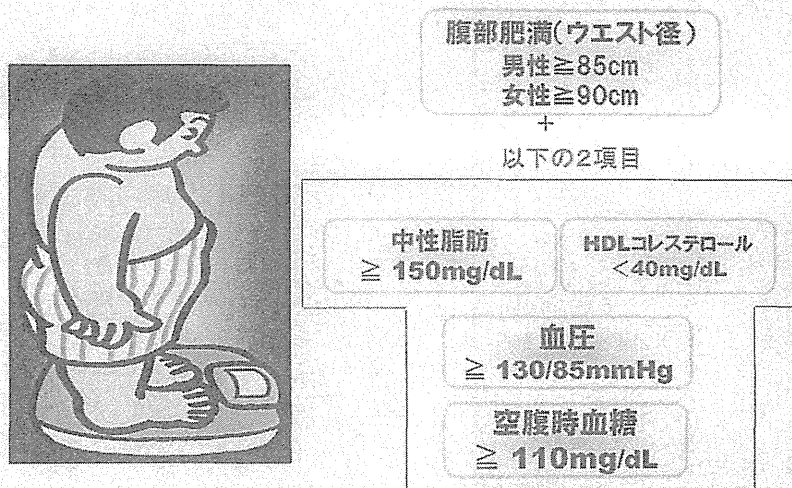 腹部肥満(ウエスト径)
男性≧85cm
女性≧90cm
+
以下の2項目
中性脂肪
≧ 150mg/dL
HDLコレステロール
<40mg/dL
血圧
≧ 130/85mmHg
空腹時血糖
≧ 110mg/dL